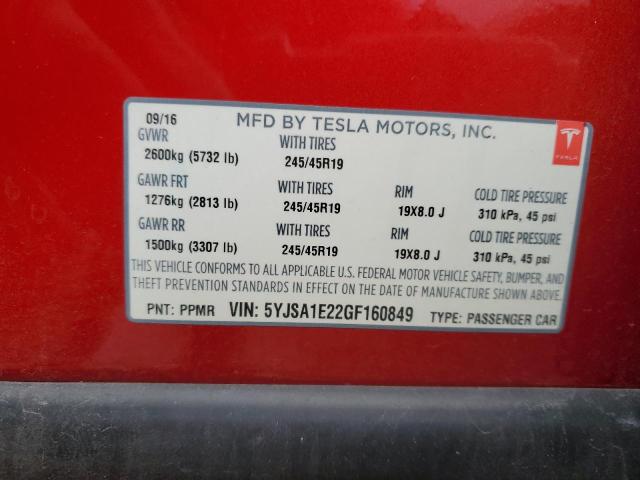 09/16 MFD BY TESLA MOTORS, INC.
GVWR WITH TIRES
2600kg (5732 lb) 245/45R19
TESLA
GAWR FRT WITH TIRES RIM COLD TIRE PRESSURE
1276kg (2813 lb) 245/45R19 19X8.0 J 310 kPa, 45 psi
GAWR RR WITH TIRES RIM COLD TIRE PRESSURE
1500kg (3307 lb) 245/45R19 19X8.0 J 310 kPa, 45 psi
THIS VEHICLE CONFORMS TO ALL APPLICABLE U.S. FEDERAL MOTOR VEHICLE SAFETY, BUMPER, AND
THEFT PREVENTION STANDARDS IN EFFECT ON THE DATE OF MANUFACTURE SHOWN ABOVE.
PNT: PPMR VIN: 5YJSA1E22GF160849 TYPE: PASSENGER CAR